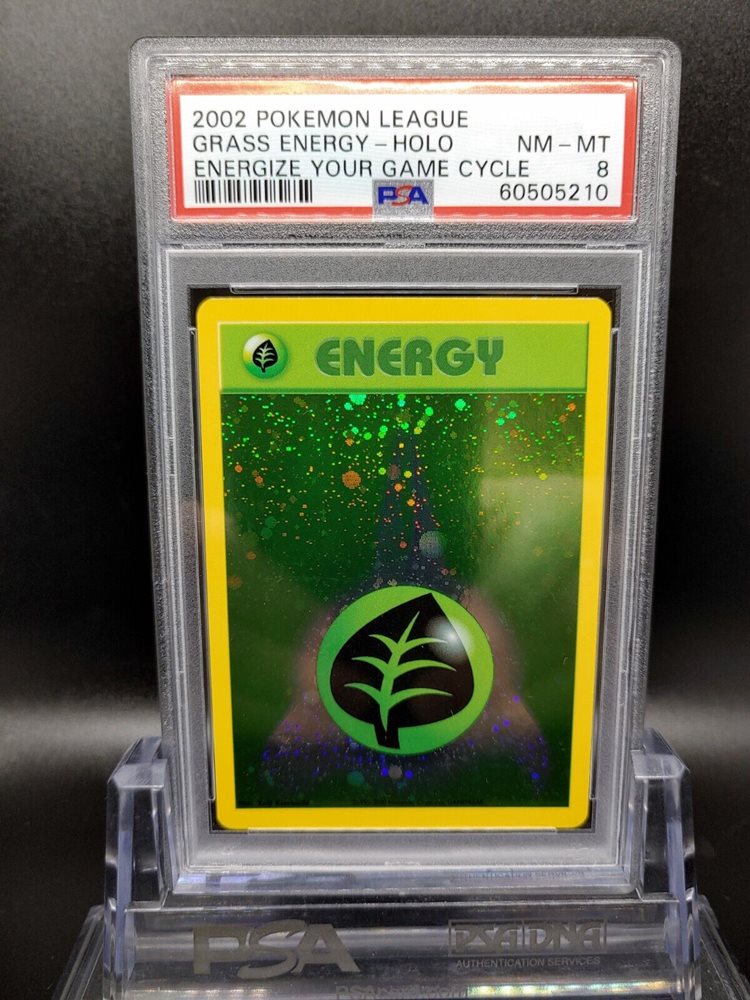 2002 POKEMON LEAGUE
GRASS ENERGY - HOLO NM - MT
ENERGIZE YOUR GAME CYCLE 8
PSA 60505210
ENERGY
PSA PSA/DNA
AUTHENTICATION SERVICES